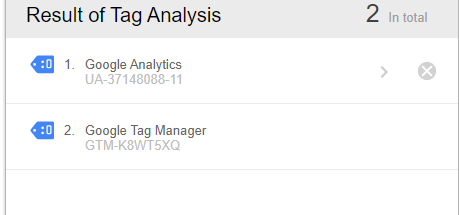 Result of Tag Analysis 2 In total
1. Google Analytics
UA-37148088-11
2. Google Tag Manager
GTM-K8WT5XQ